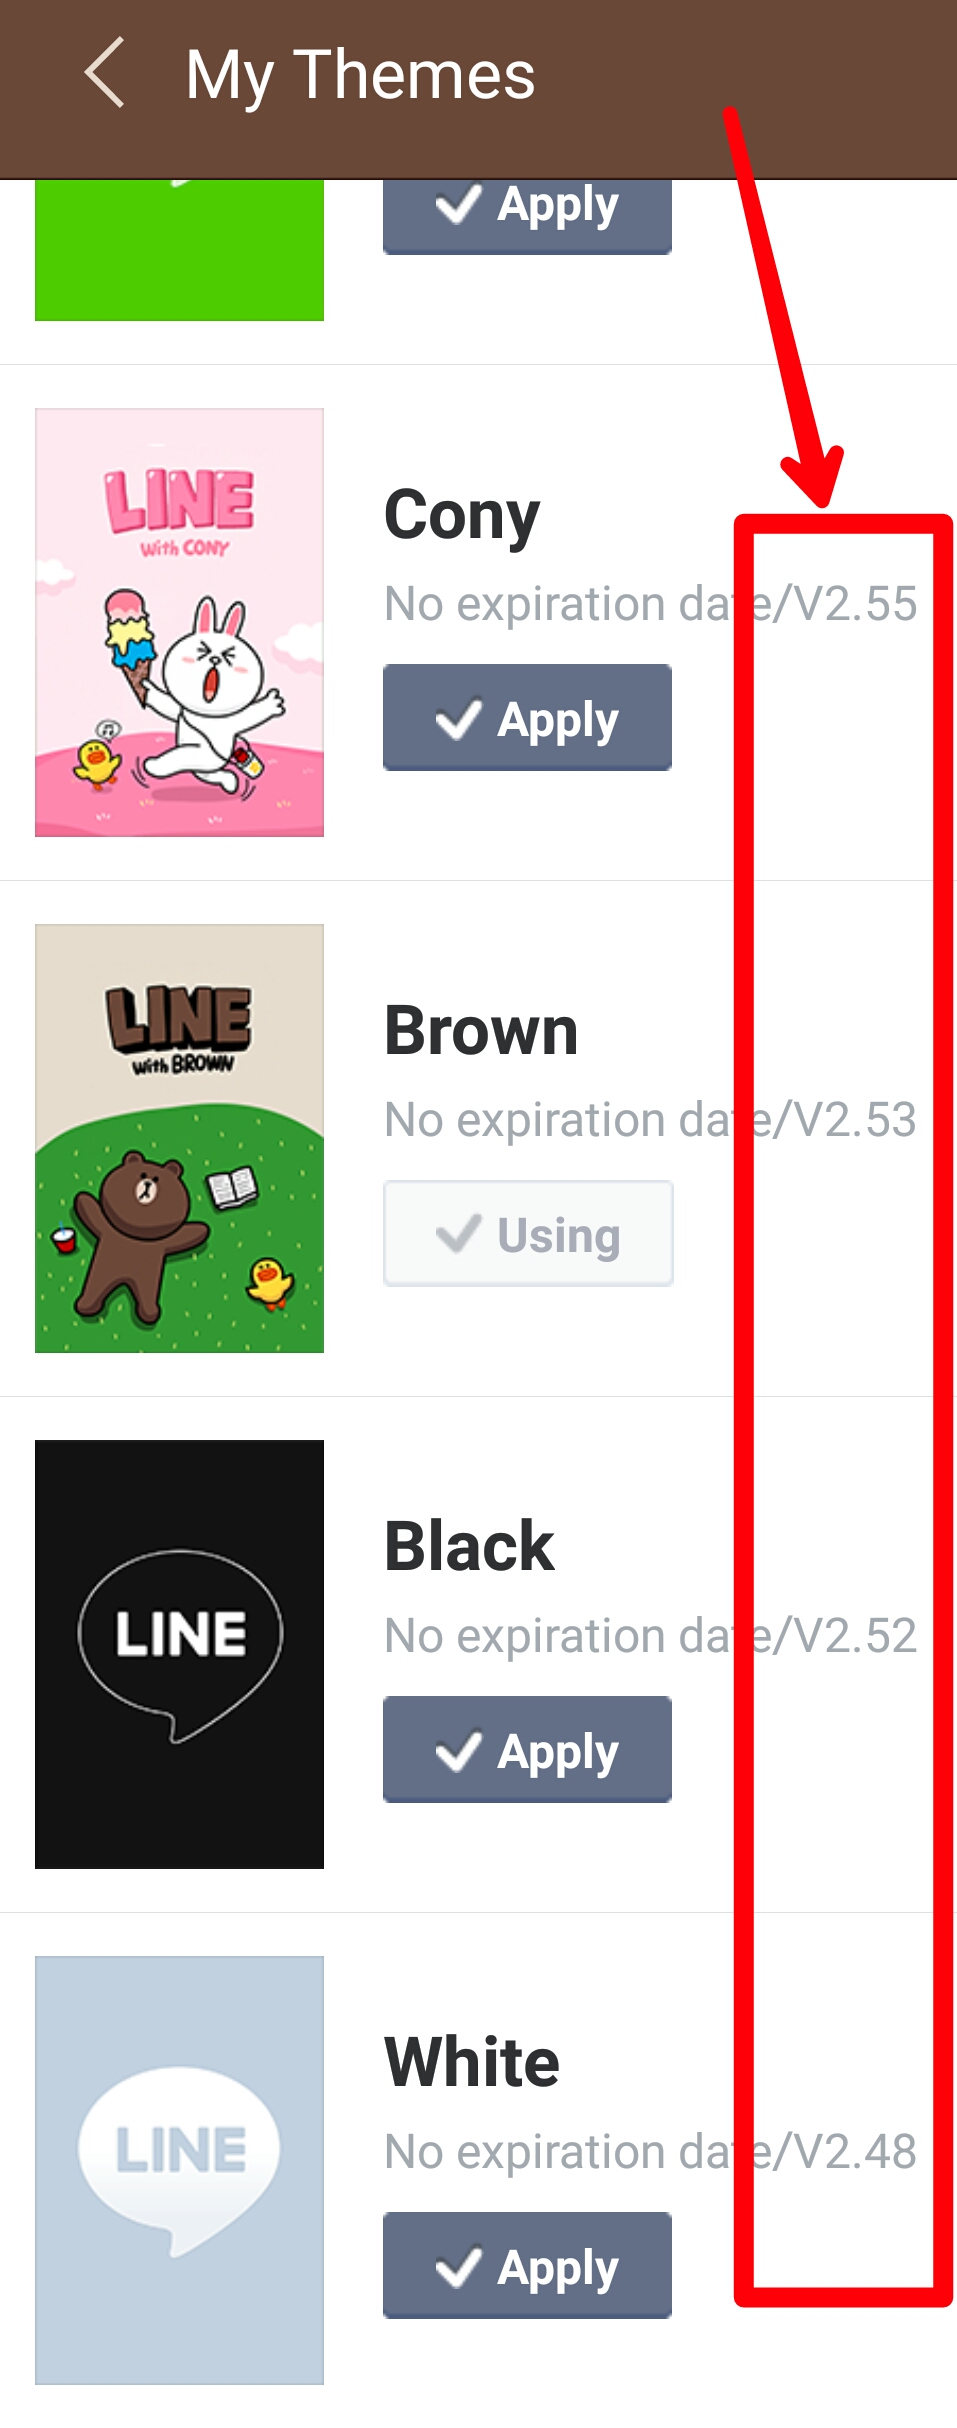 My Themes
Apply
LINE
With CONY
Cony
No expiration date/V2.55
Apply
LINE
With BROWN
Brown
No expiration date/V2.53
Using
LINE
Black
No expiration date/V2.52
Apply
LINE
White
No expiration date/V2.48
Apply